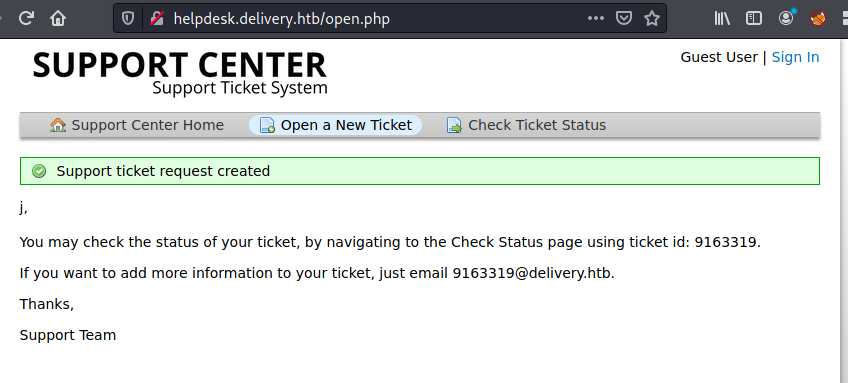 helpdesk.delivery.htb/open.php
SUPPORT CENTER
Support Ticket System
Guest User | Sign In
Support Center Home
Open a New Ticket
Check Ticket Status
Support ticket request created
j,
You may check the status of your ticket, by navigating to the Check Status page using ticket id: 9163319.
If you want to add more information to your ticket, just email 9163319@delivery.htb.
Thanks,
Support Team